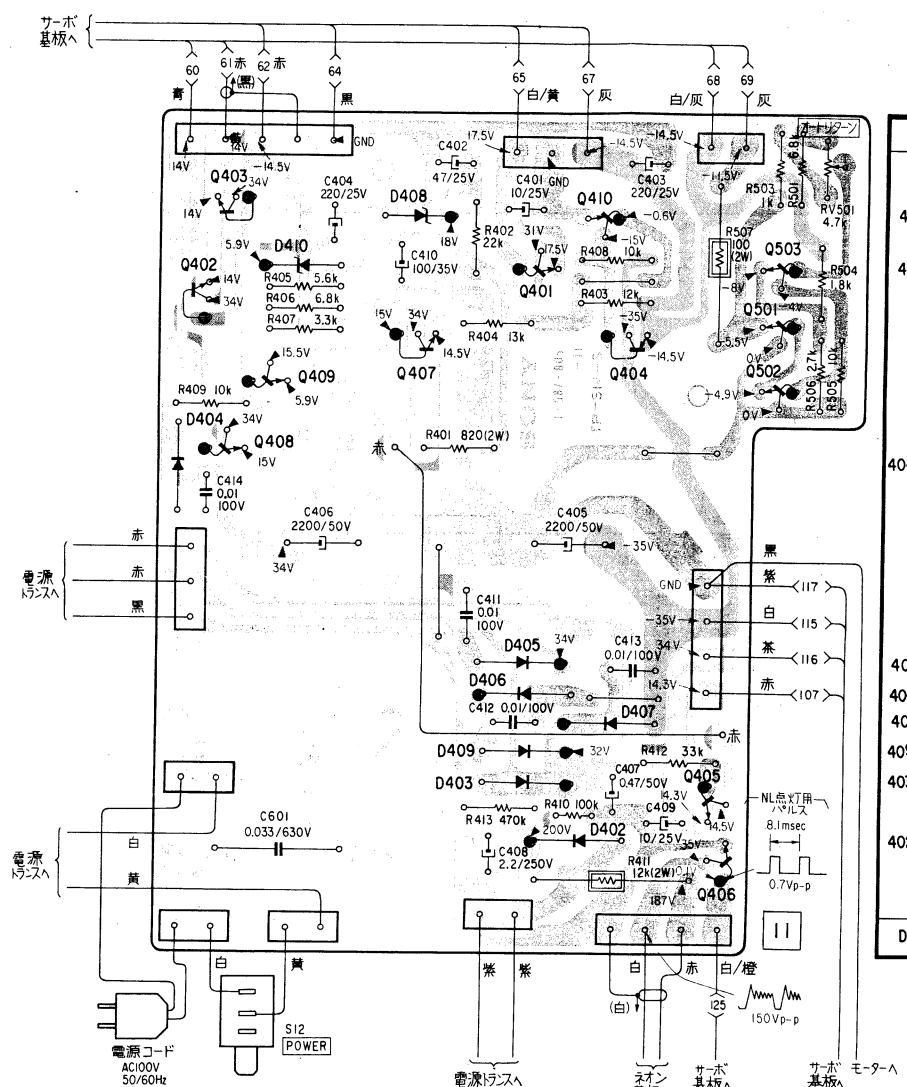 サーボ
基板へ
60
61
赤
62
赤
64
65
67
68
69
(黒)
青
黒
白/黄
灰
白/灰
灰
オートリターン
14V
14V
-14.5V
GND
17.5V
GND
-14.5V
-14.5V
-11.5V
C402
47/25V
C401
10/25V
C403
220/25V
C404
220/25V
Q403
34V
14V
5.9V
D408
18V
R402
22k
Q410
-0.6V
-15V
R503
1k
R501
6.8k
RV501
4.7k
D410
C410
100/35V
31V
17.5V
Q401
R408
10k
R507
100
(2W)
Q503
R504
1.8k
Q402
14V
34V
R405
5.6k
R406
6.8k
R407
3.3k
R403
12k
-8V
-4V
Q501
15V
34V
14.5V
R404
13k
-35V
-14.5V
-5.5V
0V
Q407
Q404
Q502
R506
2.7k
R505
10k
15.5V
Q409
5.9V
-4.9V
0V
R409
10k
D404
34V
Q408
15V
赤
R401
820(2W)
C414
0.01
100V
C406
2200/50V
34V
C405
2200/50V
-35V
赤
赤
黒
電源
トランスへ
GND
黒
紫
117
-35V
白
115
34V
茶
116
14.3V
赤
107
C411
0.01
100V
D405
34V
C413
0.01/100V
D406
C412
0.01/100V
D407
赤
D409
32V
R412
33k
D403
C407
0.47/50V
Q405
14.3V
14.5V
R413
470k
R410
100k
C409
10/25V
NL点灯用
パルス
8.1msec
0.7Vp-p
C601
0.033/630V
C408
2.2/250V
200V
D402
R411
12k(2W)
35V
187V
Q406
白
電源
トランスへ
黄
11
白
黄
紫
紫
白
赤
白/橙
(白)
125
150Vp-p
S12
POWER
電源コード
AC100V
50/60Hz
電源トランスへ
ネオン
サーボ
基板へ
サーボ
基板へ
モーターへ
4
4
40
40
40
40
40
40
40
D